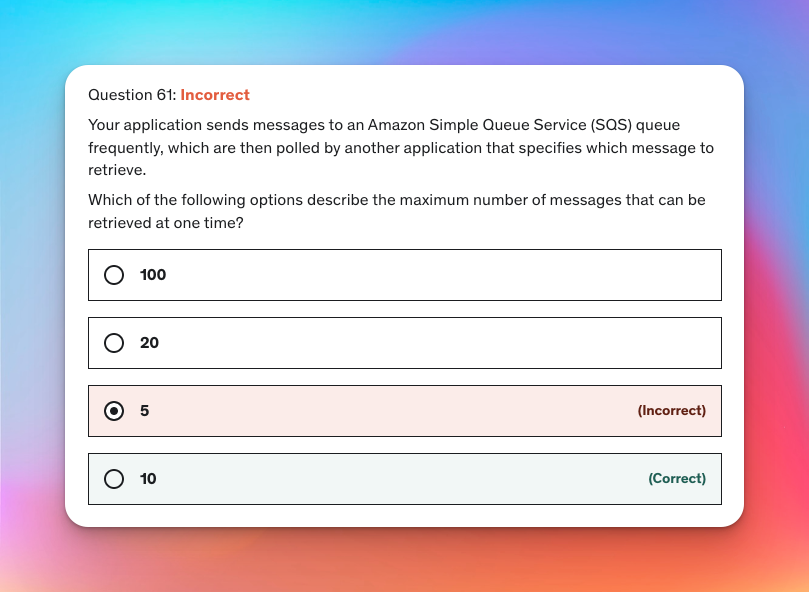 Question 61: Incorrect
Your application sends messages to an Amazon Simple Queue Service (SQS) queue
frequently, which are then polled by another application that specifies which message to
retrieve.
Which of the following options describe the maximum number of messages that can be
retrieved at one time?
100
20
5 (Incorrect)
10 (Correct)